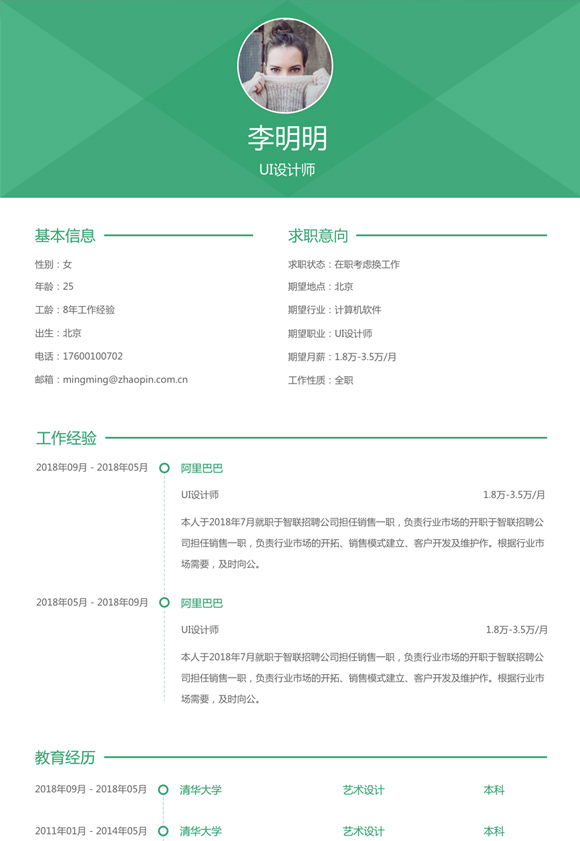 李明明
UI设计师
基本信息
性别：女
年龄：25
工龄：8年工作经验
出生：北京
电话：17600100702
邮箱：mingming@zhaopin.com.cn
求职意向
求职状态：在职考虑换工作
期望地点：北京
期望行业：计算机软件
期望职业：UI设计师
期望月薪：1.8万-3.5万/月
工作性质：全职
工作经验
2018年09月 - 2018年05月 阿里巴巴
UI设计师 1.8万-3.5万/月
本人于2018年7月就职于智联招聘公司担任销售一职，负责行业市场的开职于智联招聘公
司担任销售一职，负责行业市场的开拓、销售模式建立、客户开发及维护作。根据行业市
场需要，及时向公。
2018年05月 - 2018年09月 阿里巴巴
UI设计师 1.8万-3.5万/月
本人于2018年7月就职于智联招聘公司担任销售一职，负责行业市场的开职于智联招聘公
司担任销售一职，负责行业市场的开拓、销售模式建立、客户开发及维护作。根据行业市
场需要，及时向公。
教育经历
2018年09月 - 2018年05月 清华大学 艺术设计 本科
2011年01月 - 2014年05月 清华大学 艺术设计 本科